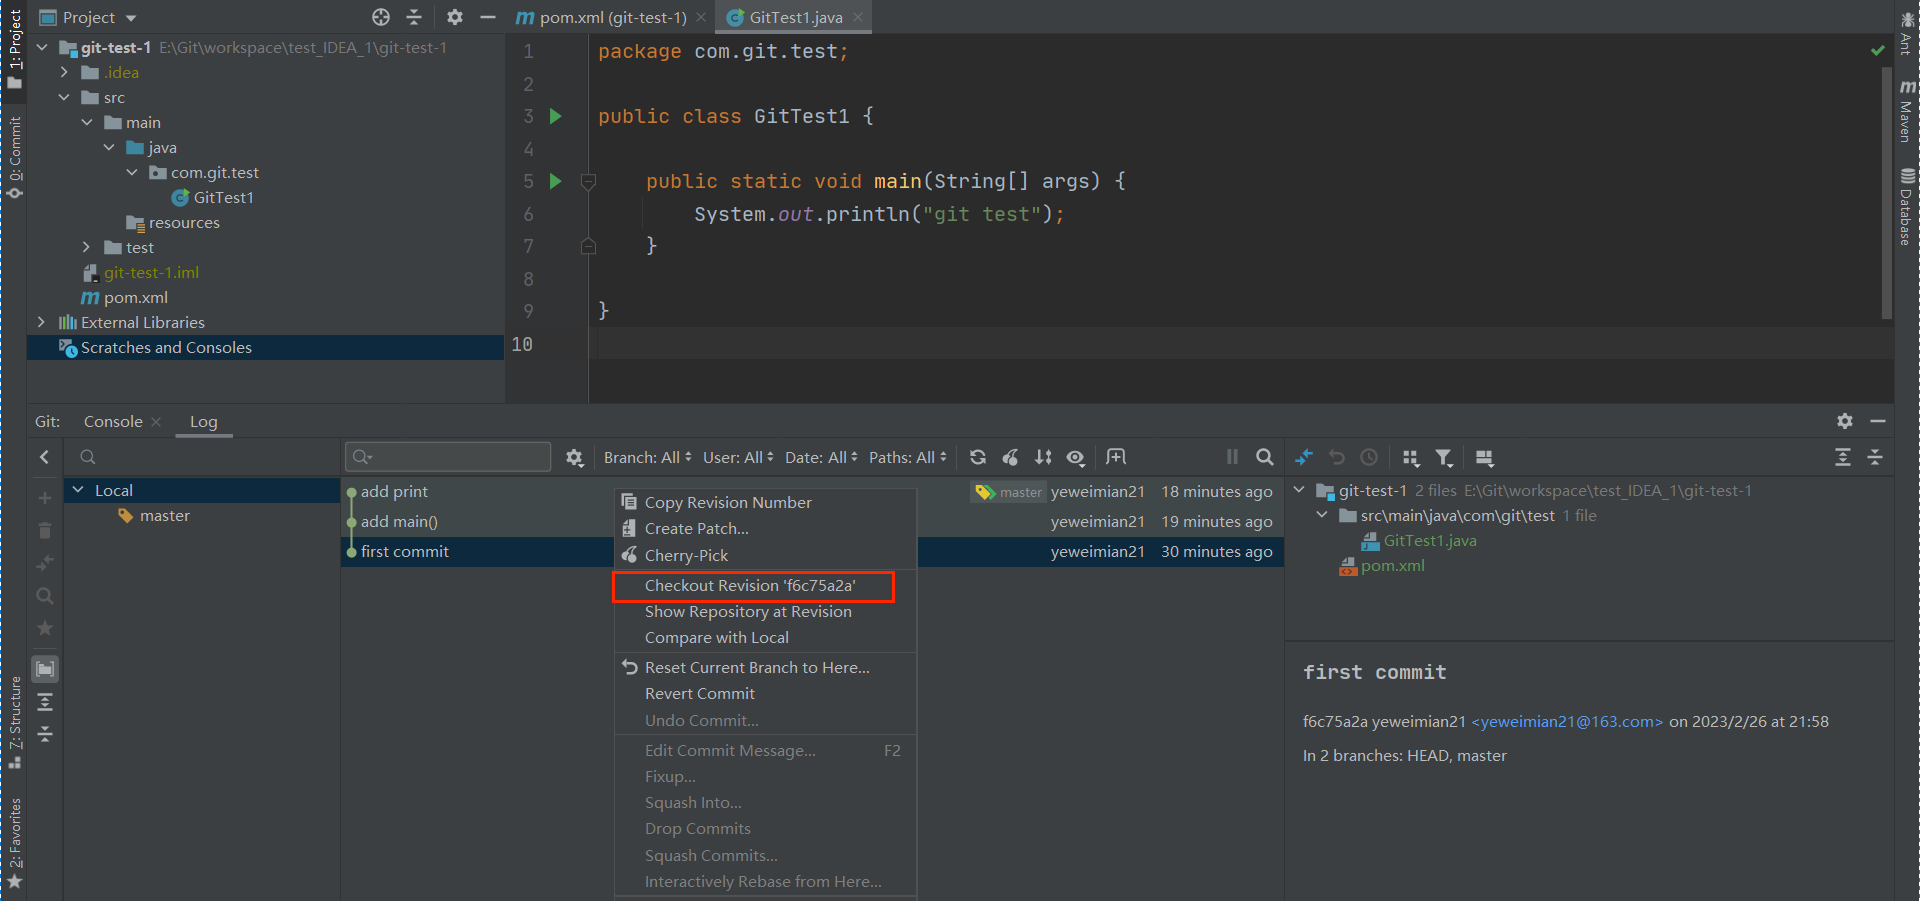 1: Project
0: Commit
7: Structure
2: Favorites
Project
git-test-1 E:\Git\workspace\test_IDEA_1\git-test-1
.idea
src
main
java
com.git.test
GitTest1
resources
test
git-test-1.iml
m pom.xml
External Libraries
Scratches and Consoles
m pom.xml (git-test-1)
GitTest1.java
1 package com.git.test;
2
3 public class GitTest1 {
4
5 public static void main(String[] args) {
6 System.out.println("git test");
7 }
8
9 }
10
Ant
m Maven
Database
Git: Console Log
Local
master
Branch: All User: All Date: All Paths: All
add print master yeweimian21 18 minutes ago
add main() yeweimian21 19 minutes ago
first commit yeweimian21 30 minutes ago
Copy Revision Number
Create Patch...
Cherry-Pick
Checkout Revision 'f6c75a2a'
Show Repository at Revision
Compare with Local
Reset Current Branch to Here...
Revert Commit
Undo Commit...
Edit Commit Message... F2
Fixup...
Squash Into...
Drop Commits
Squash Commits...
Interactively Rebase from Here...
git-test-1 2 files E:\Git\workspace\test_IDEA_1\git-test-1
src\main\java\com\git\test 1 file
GitTest1.java
pom.xml
first commit
f6c75a2a yeweimian21 <yeweimian21@163.com> on 2023/2/26 at 21:58
In 2 branches: HEAD, master